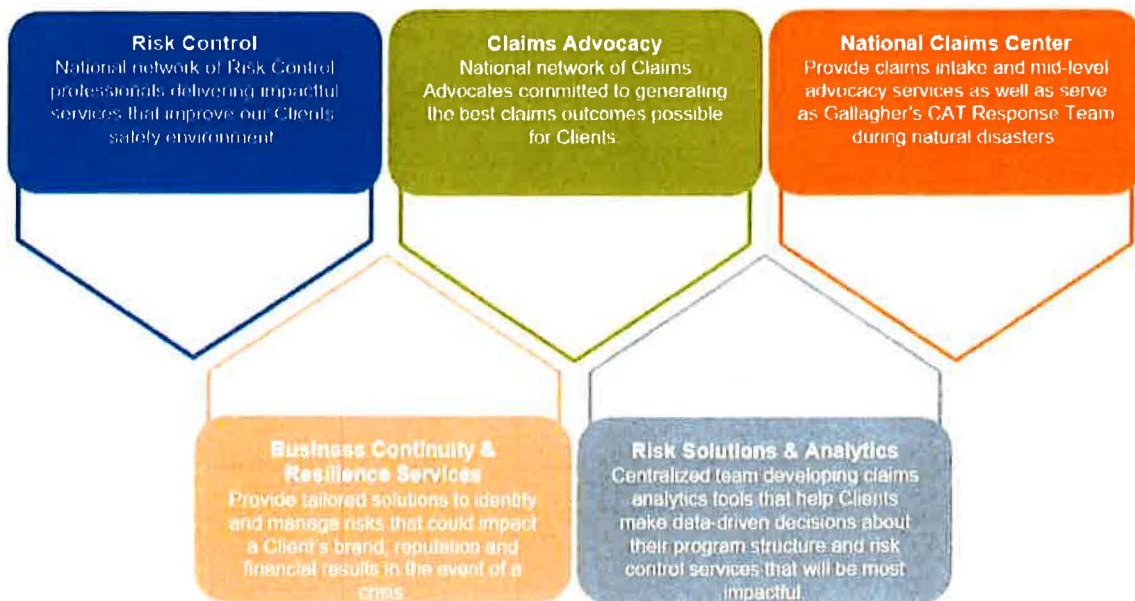 Risk Control
National network of Risk Control
professionals delivering impactful
services that improve our Clients
safety environment
Claims Advocacy
National network of Claims
Advocates committed to generating
the best claims outcomes possible
for Clients
National Claims Center
Provide claims intake and mid-level
advocacy services as well as serve
as Gallagher's CAT Response Team
during natural disasters
Business Continuity &
Resilience Services
Provide tailored solutions to identify
and manage risks that could impact
a Client's brand, reputation and
financial results in the event of a
crisis
Risk Solutions & Analytics
Centralized team developing claims
analytics tools that help Clients
make data-driven decisions about
their program structure and risk
control services that will be most
impactful.